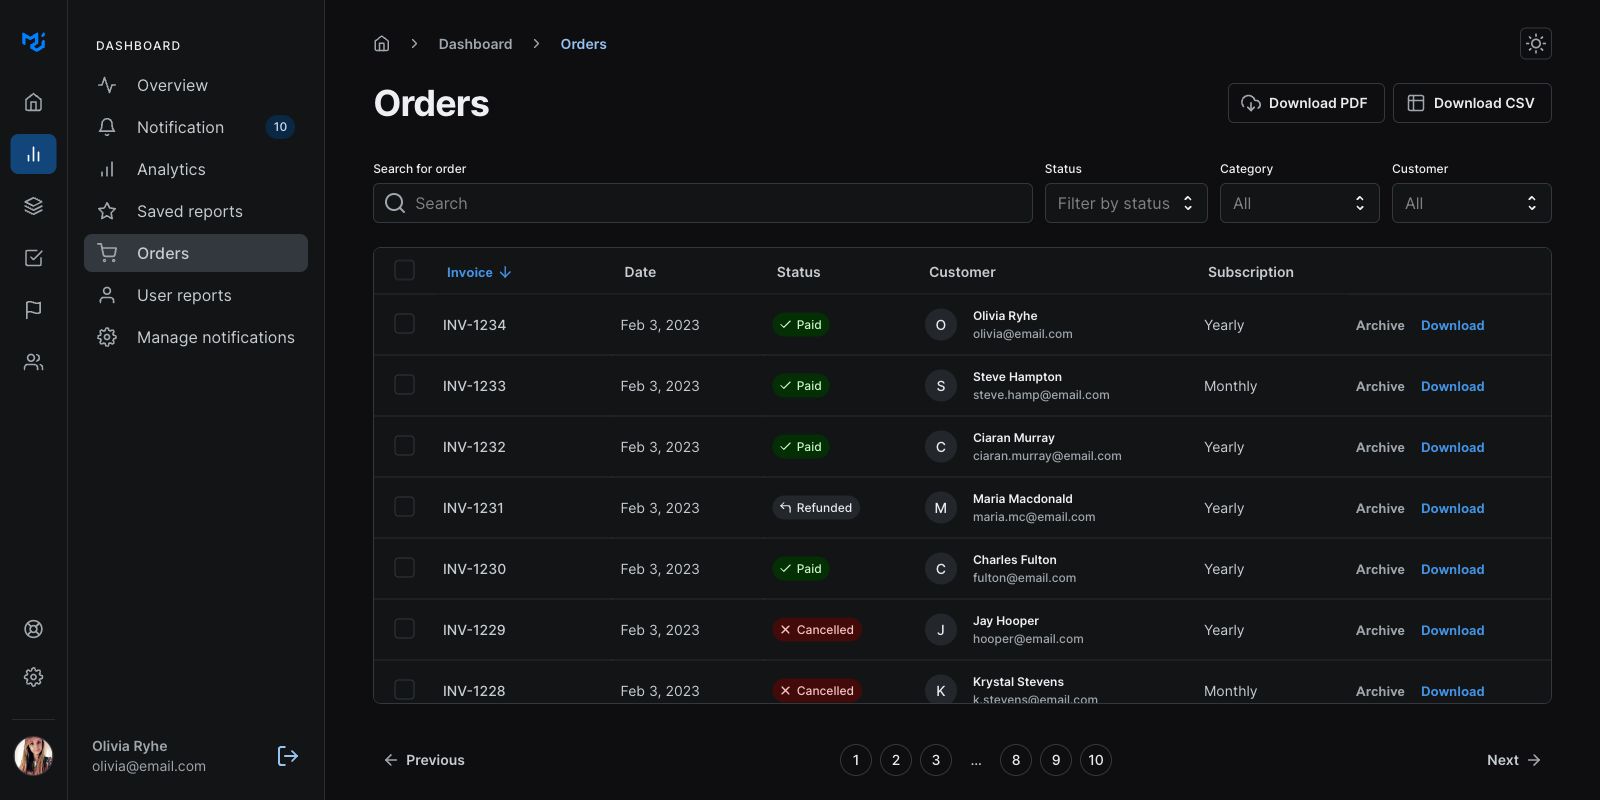 DASHBOARD
Overview
Notification 10
Analytics
Saved reports
Orders
User reports
Manage notifications
Olivia Ryhe
olivia@email.com
Dashboard Orders
Orders
Download PDF Download CSV
Search for order Status Category Customer
Search Filter by status All All
Invoice Date Status Customer Subscription
INV-1234 Feb 3, 2023 Paid O Olivia Ryhe Yearly Archive Download
olivia@email.com
INV-1233 Feb 3, 2023 Paid S Steve Hampton Monthly Archive Download
steve.hamp@email.com
INV-1232 Feb 3, 2023 Paid C Ciaran Murray Yearly Archive Download
ciaran.murray@email.com
INV-1231 Feb 3, 2023 Refunded M Maria Macdonald Yearly Archive Download
maria.mc@email.com
INV-1230 Feb 3, 2023 Paid C Charles Fulton Yearly Archive Download
fulton@email.com
INV-1229 Feb 3, 2023 Cancelled J Jay Hooper Yearly Archive Download
hooper@email.com
INV-1228 Feb 3, 2023 Cancelled K Krystal Stevens Monthly Archive Download
k.stevens@email.com
Previous 1 2 3 ... 8 9 10 Next